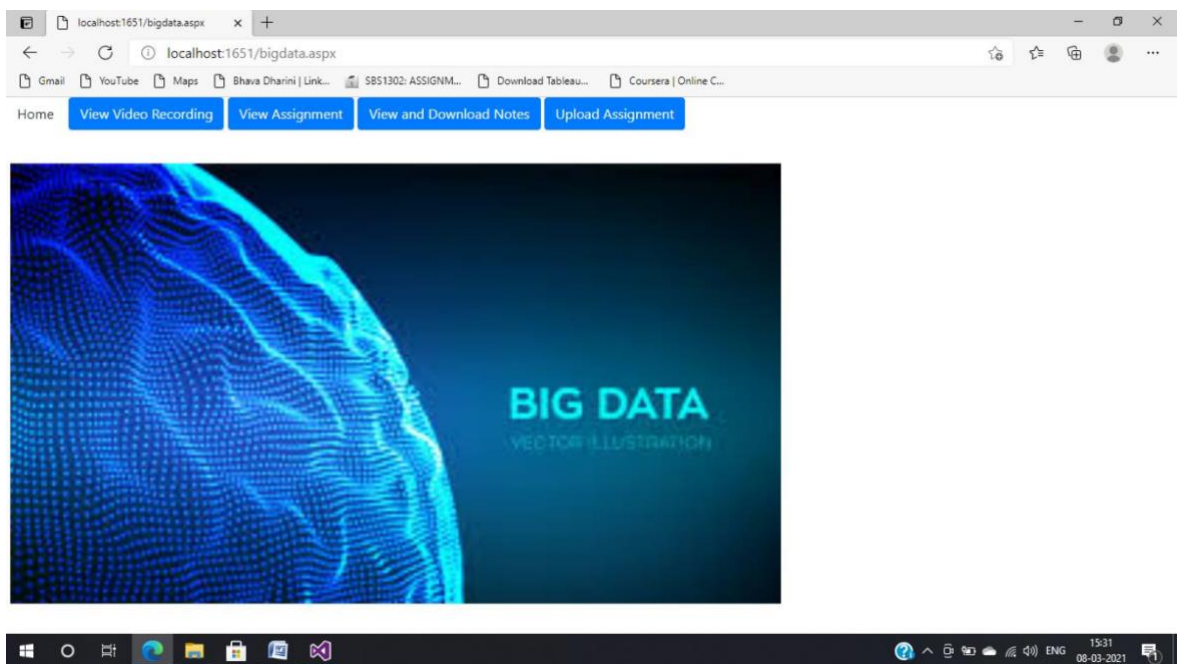 localhost:1651/bigdata.aspx
localhost:1651/bigdata.aspx
Gmail YouTube Maps Bhava Dharini | Link... SBS1302: ASSIGNM... Download Tableau... Coursera | Online C...
Home View Video Recording View Assignment View and Download Notes Upload Assignment
BIG DATA
VECTOR ILLUSTRATION
ENG 15:31
08-03-2021